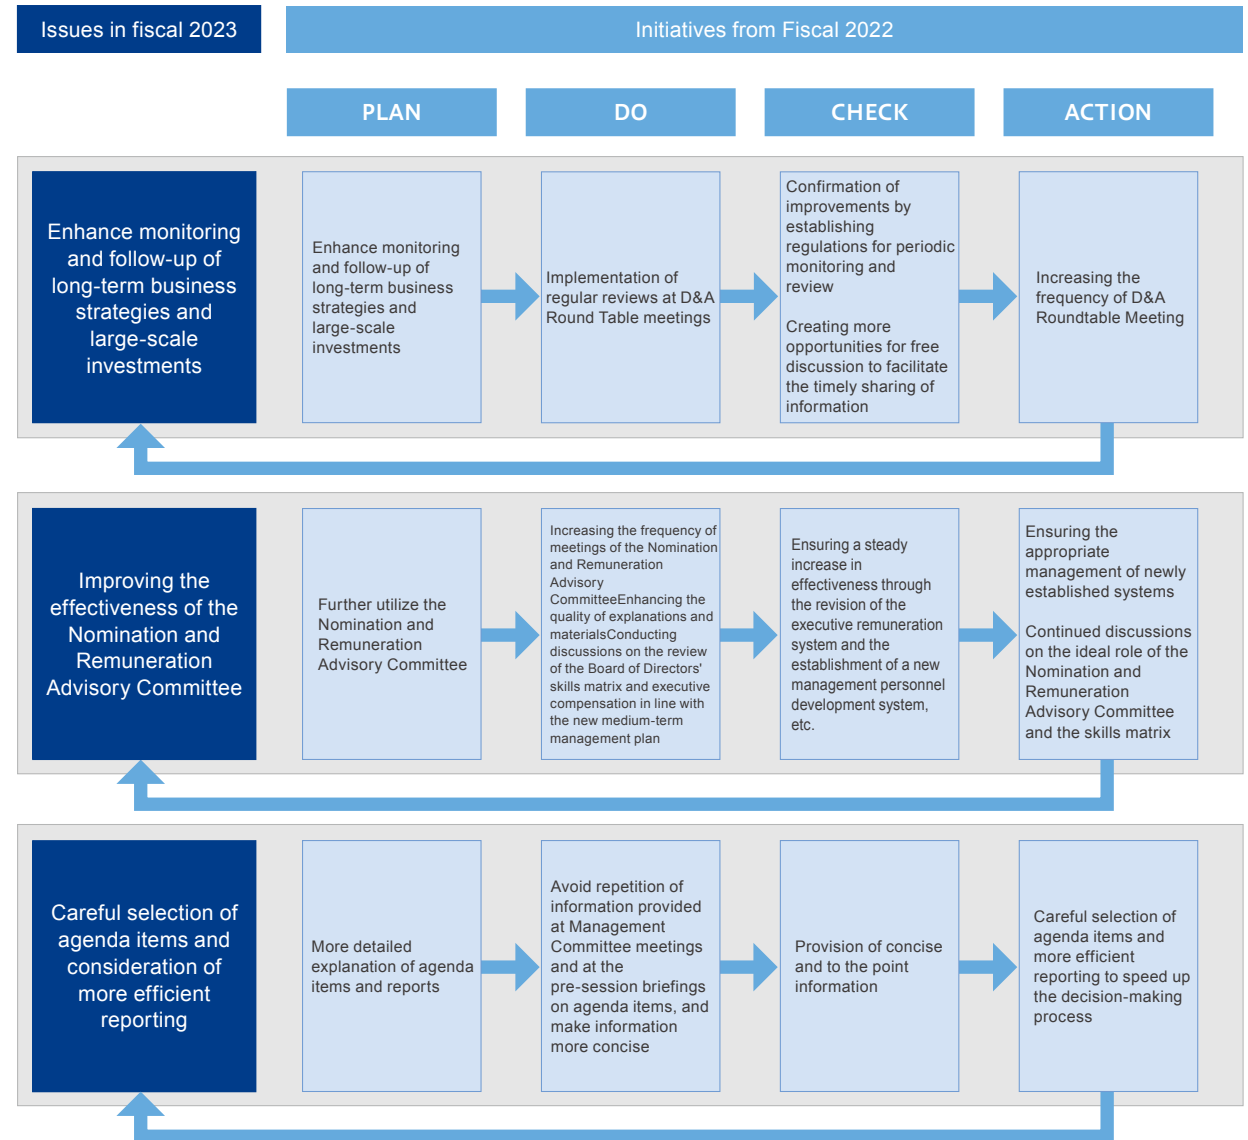 Issues in fiscal 2023
Initiatives from Fiscal 2022
PLAN
DO
CHECK
ACTION
Enhance monitoring
and follow-up of
long-term business
strategies and
large-scale
investments
Enhance monitoring
and follow-up of
long-term business
strategies and
large-scale
investments
Implementation of
regular reviews at D&A
Round Table meetings
Confirmation of
improvements by
establishing
regulations for periodic
monitoring and
review
Creating more
opportunities for free
discussion to facilitate
the timely sharing of
information
Increasing the
frequency of D&A
Roundtable Meeting
Improving the
effectiveness of the
Nomination and
Remuneration
Advisory Committee
Further utilize the
Nomination and
Remuneration
Advisory Committee
Increasing the frequency of
meetings of the Nomination
and Remuneration
Advisory
CommitteeEnhancing the
quality of explanations and
materialsConducting
discussions on the review
of the Board of Directors'
skills matrix and executive
compensation in line with
the new medium-term
management plan
Ensuring a steady
increase in
effectiveness through
the revision of the
executive remuneration
system and the
establishment of a new
management personnel
development system,
etc.
Ensuring the
appropriate
management of newly
established systems
Continued discussions
on the ideal role of the
Nomination and
Remuneration
Advisory Committee
and the skills matrix
Careful selection of
agenda items and
consideration of
more efficient
reporting
More detailed
explanation of agenda
items and reports
Avoid repetition of
information provided
at Management
Committee meetings
and at the
pre-session briefings
on agenda items, and
make information
more concise
Provision of concise
and to the point
information
Careful selection of
agenda items and
more efficient
reporting to speed up
the decision-making
process